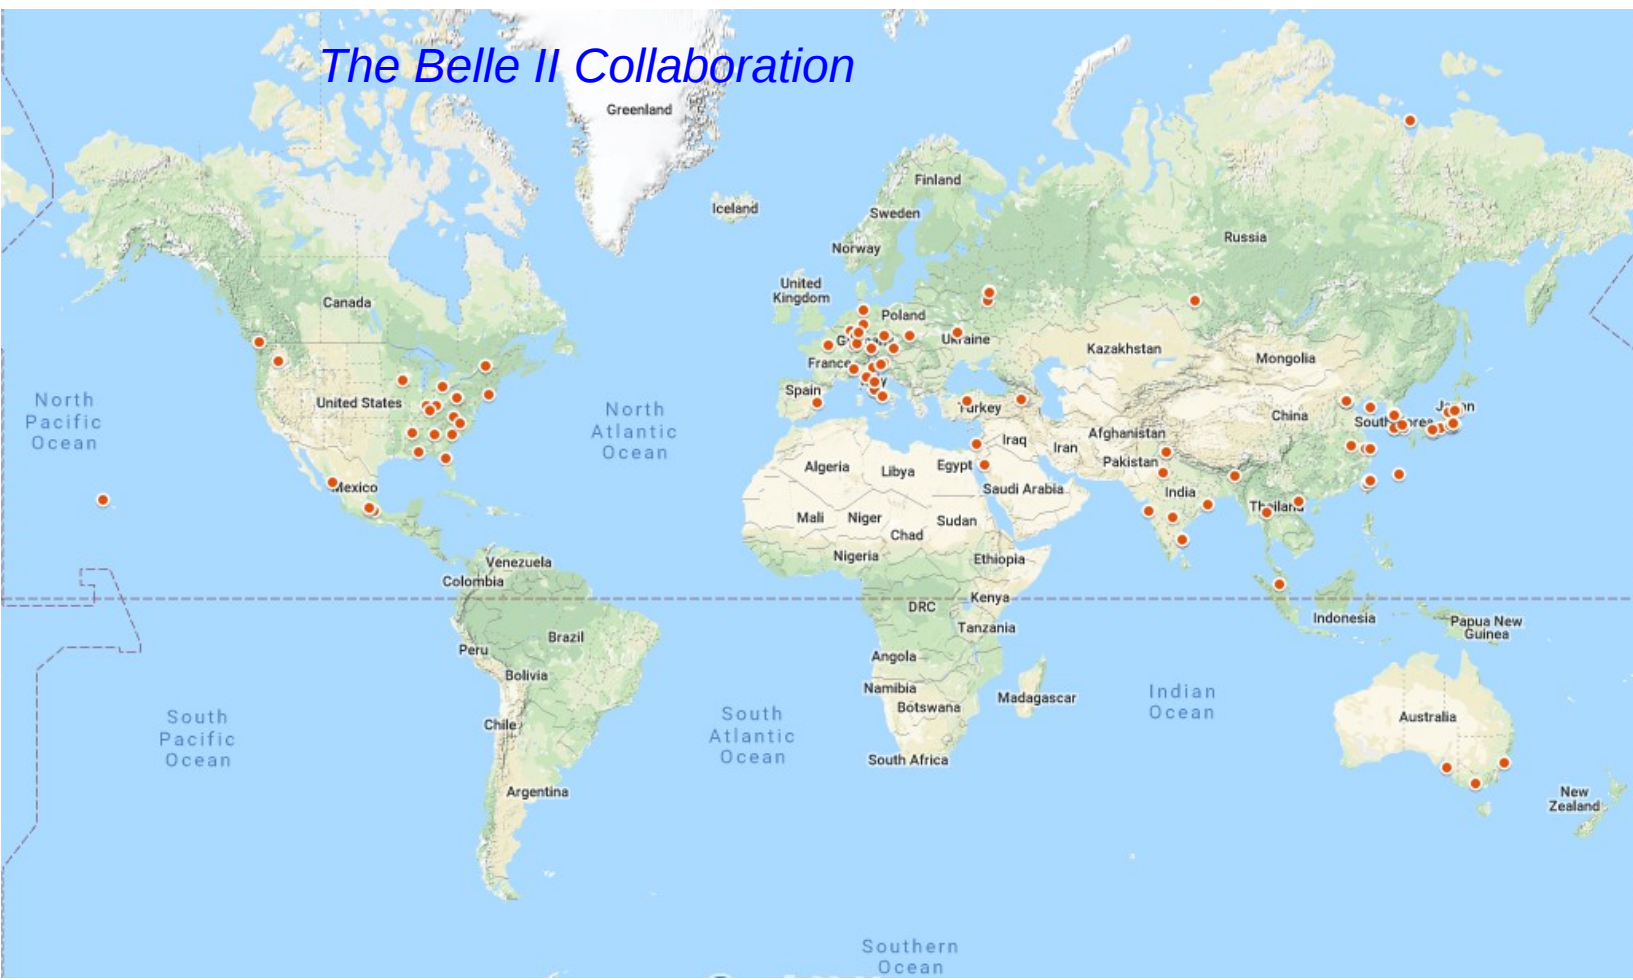 The Belle II Collaboration
Greenland
Finland
Iceland
Sweden
Norway
Russia
United
Kingdom
Canada
Poland
Ukraine
Kazakhstan
Mongolia
France
Spain
Turkey
China
Japan
United States
North
Pacific
Ocean
North
Atlantic
Ocean
Iraq
Iran
Afghanistan
Pakistan
Algeria
Libya
Egypt
Saudi Arabia
India
Thailand
Mexico
Mali
Niger
Chad
Sudan
Nigeria
Ethiopia
Venezuela
Colombia
DRC
Kenya
Tanzania
Indonesia
Papua New
Guinea
Brazil
Peru
Bolivia
Angola
Namibia
Botswana
Madagascar
Indian
Ocean
Australia
Chile
South
Pacific
Ocean
South
Atlantic
Ocean
South Africa
Argentina
New
Zealand
Southern
Ocean